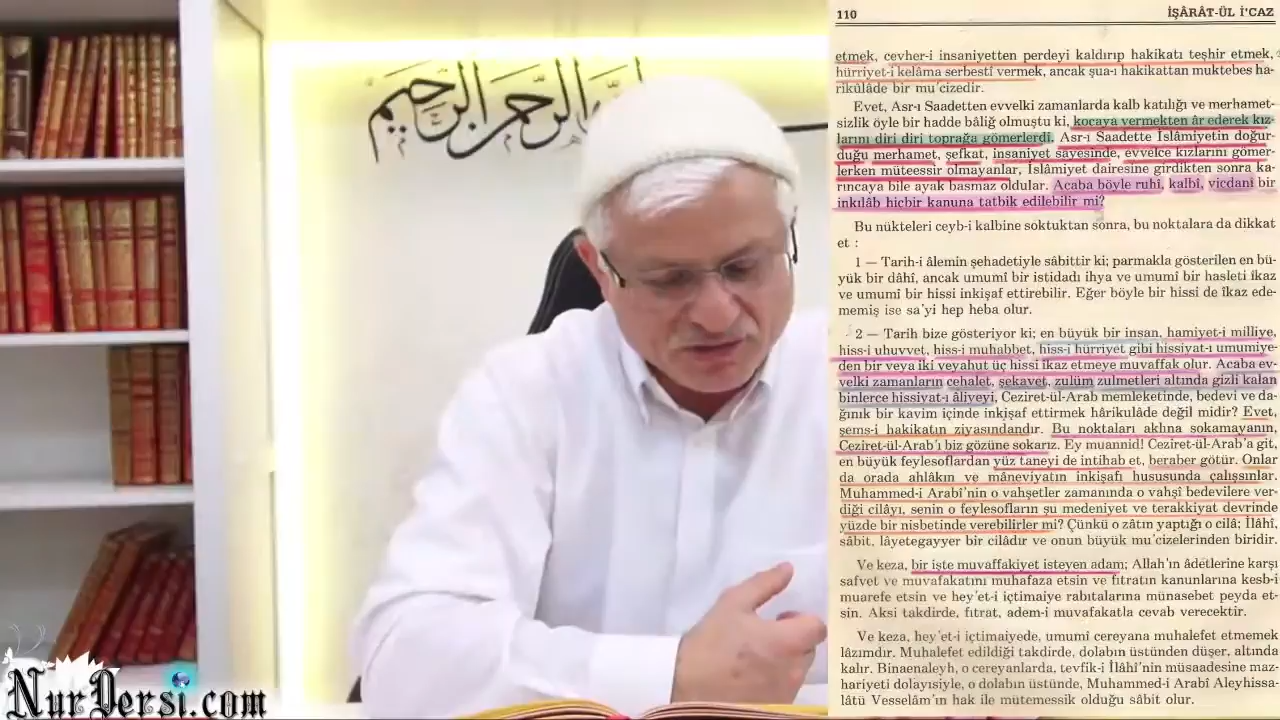 الرحمن الرحيم
110
İŞÂRÂT-ÜL İ'CAZ
etmek, cevher-i insaniyetten perdeyi kaldırıp hakikatı teşhir etmek,
hürriyet-i kelâma serbestî vermek, ancak şua-ı hakikattan muktebes ha-
rikulâde bir mu'cizedir.
Evet, Asr-ı Saadetten evvelki zamanlarda kalb katılığı ve merhamet-
sizlik öyle bir hadde bâliğ olmuştu ki, kocaya vermekten âr ederek kız-
larını diri diri toprağa gömerlerdi. Asr-ı Saadette İslâmiyetin doğur-
duğu merhamet, şefkat, insaniyet sayesinde, evvelce kızlarını gömer-
lerken müteessir olmayanlar, İslâmiyet dairesine girdikten sonra ka-
rıncaya bile ayak basmaz oldular. Acaba böyle ruhî, kalbî, vicdanî bir
inkılâb hiçbir kanuna tatbik edilebilir mi?
Bu nükteleri ceyb-i kalbine soktuktan sonra, bu noktalara da dikkat
et :
1 — Tarih-i âlemin şehadetiyle sâbittir ki; parmakla gösterilen en bü-
yük bir dâhî, ancak umumî bir istidadı ihya ve umumî bir hasleti ikaz
ve umumî bir hissi inkişaf ettirebilir. Eğer böyle bir hissi de ikaz ede-
memiş ise sa'yi hep heba olur.
2 — Tarih bize gösteriyor ki; en büyük bir insan, hamiyet-i milliye,
hiss-i uhuvvet, hiss-i muhabbet, hiss-i hürriyet gibi hissiyat-ı umumiye-
den bir veya iki veyahut üç hissi ikaz etmeye muvaffak olur. Acaba ev-
velki zamanların cehalet, şekavet, zulüm zulmetleri altında gizli kalan
binlerce hissiyat-ı âliyeyi, Ceziret-ül-Arab memleketinde, bedevi ve da-
ğınık bir kavim içinde inkişaf ettirmek hârikulâde değil midir? Evet,
şems-i hakikatın ziyasındandır. Bu noktaları aklına sokamayanın,
Ceziret-ül-Arab'ı biz gözüne sokarız. Ey muannid! Ceziret-ül-Arab'a git,
en büyük feylesoflardan yüz taneyi de intihab et, beraber götür. Onlar
da orada ahlâkın ve mâneviyatın inkişafı hususunda çalışsınlar.
Muhammed-i Arabî'nin o vahşetler zamanında o vahşî bedevilere ver-
diği cilâyı, senin o feylesofların şu medeniyet ve terakkiyat devrinde
yüzde bir nisbetinde verebilirler mi? Çünkü o zâtın yaptığı o cilâ; İlâhî,
sâbit, lâyetegayyer bir cilâdır ve onun büyük mu'cizelerinden biridir.
Ve keza, bir işte muvaffakiyet isteyen adam; Allah'ın âdetlerine karşı
safvet ve muvafakatını muhafaza etsin ve fıtratın kanunlarına kesb-i
muarefe etsin ve hey'et-i içtimaiye rabıtalarına münasebet peyda et-
sin. Aksi takdirde, fıtrat, adem-i muvafakatla cevab verecektir.
Ve keza, hey'et-i içtimaiyede, umumî cereyana muhalefet etmemek
lâzımdır. Muhalefet edildiği takdirde, dolabın üstünden düşer, altında
kalır. Binaenaleyh, o cereyanlarda, tevfik-i İlâhî'nin müsaadesine maz-
hariyeti dolayısiyle, o dolabın üstünde, Muhammed-i Arabî Aleyhissa-
lâtü Vesselâm'ın hak ile mütemessik olduğu sâbit olur.
NurDersi.com